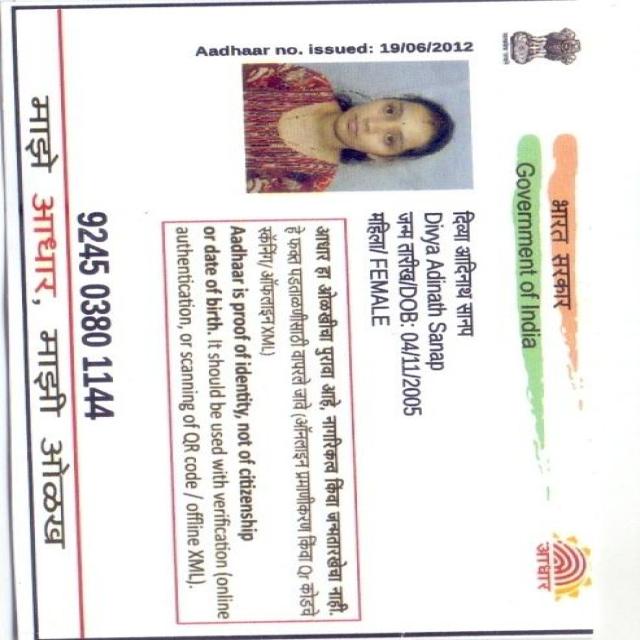 भारत सरकार
Government of India
Aadhaar no. issued: 19/06/2012
दिव्या आदिनाथ सानप
Divya Adinath Sanap
जन्म तारीख/DOB: 04/11/2005
महिला/ FEMALE
आधार हा ओळखीचा पुरावा आहे, नागरिकत्व किंवा जन्मतारखेचा नाही.
हे फक्त पडताळणीसाठी वापरले जावे (ऑनलाइन प्रमाणीकरण किंवा Qr कोडचे
स्कॅनिंग/ ऑफलाइन XML)
Aadhaar is proof of identity, not of citizenship
or date of birth. It should be used with verification (online
authentication, or scanning of QR code / offline XML).
आधार
9245 0380 1144
माझे आधार, माझी ओळख